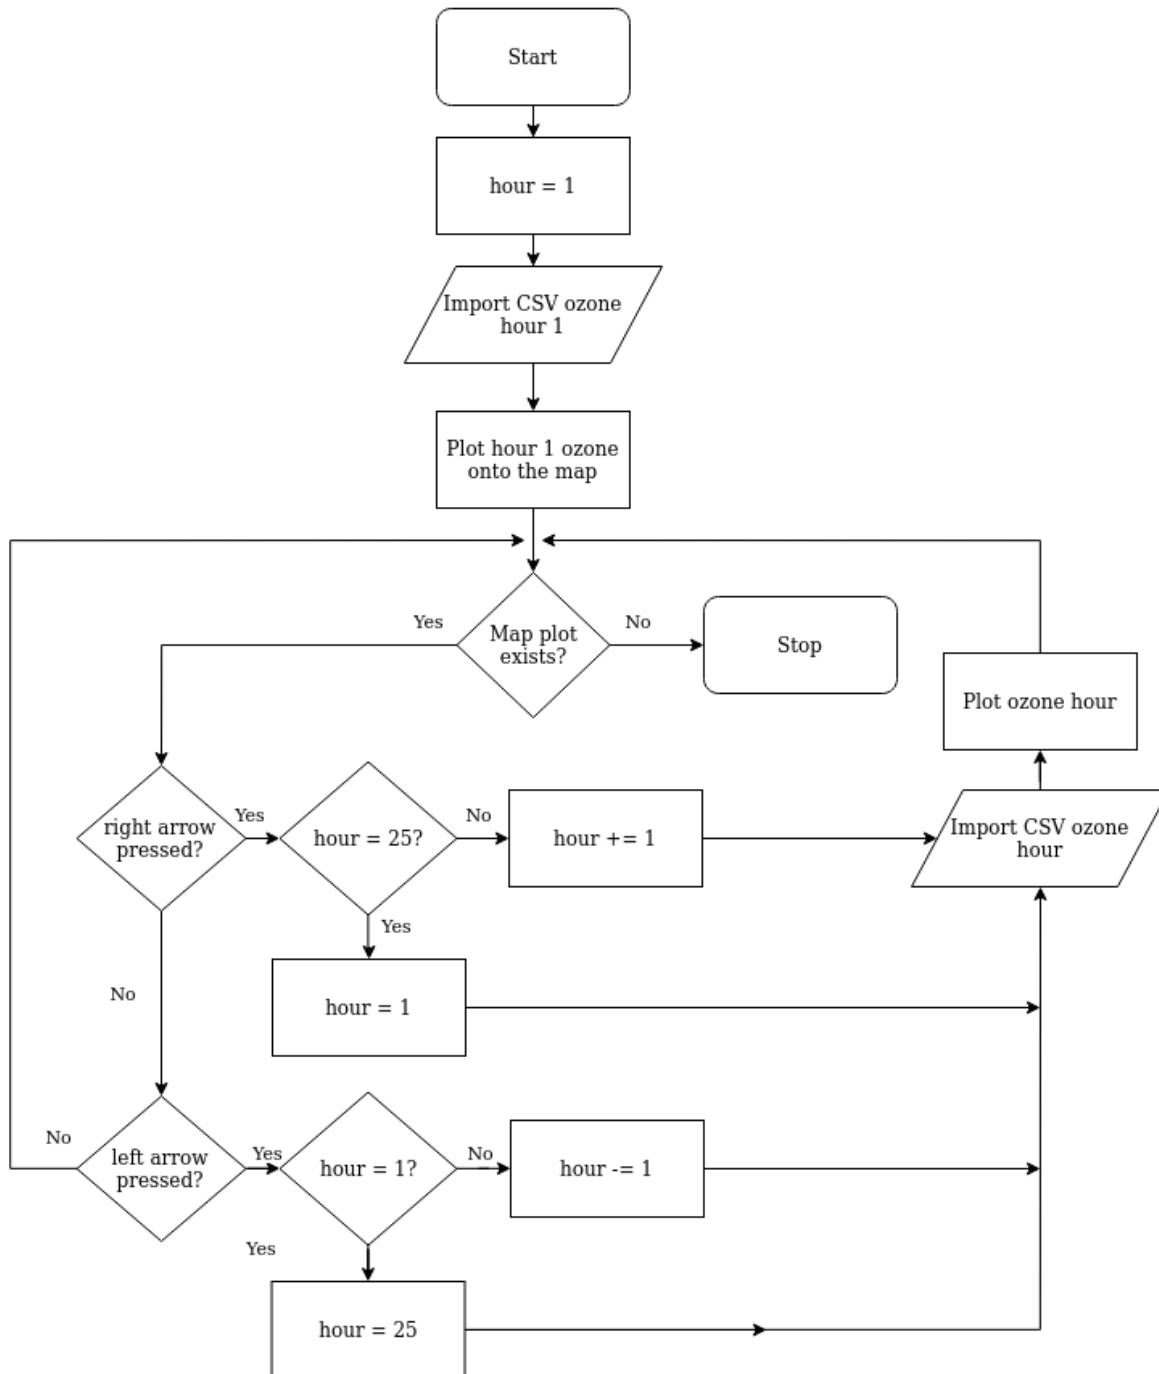 Start
hour = 1
Import CSV ozone
hour 1
Plot hour 1 ozone
onto the map
Yes
Map plot
exists?
No
Stop
Plot ozone hour
right arrow
pressed?
Yes
hour = 25?
No
hour += 1
Import CSV ozone
hour
Yes
No
hour = 1
No
left arrow
pressed?
Yes
hour = 1?
No
hour -= 1
Yes
hour = 25